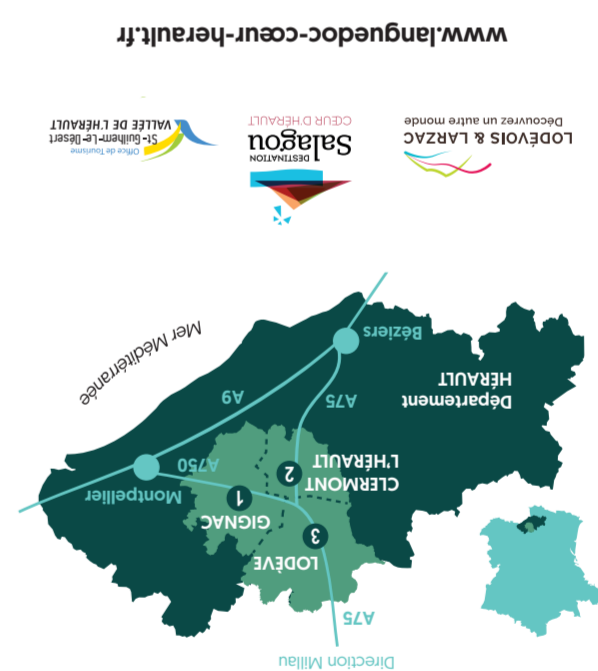 Direction Millau
A75
LODÈVE
3
GIGNAC
1
CLERMONT
L'HÉRAULT
2
Montpellier
A750
Département
HÉRAULT
A75
A9
Béziers
Mer Méditérranée
LODÉVOIS & LARZAC
Découvrez un autre monde
DESTINATION
Salagou
CŒUR D'HÉRAULT
Office de Tourisme
St-Guilhem-Le-Désert
VALLÉE DE L'HÉRAULT
www.languedoc-cœur-herault.fr